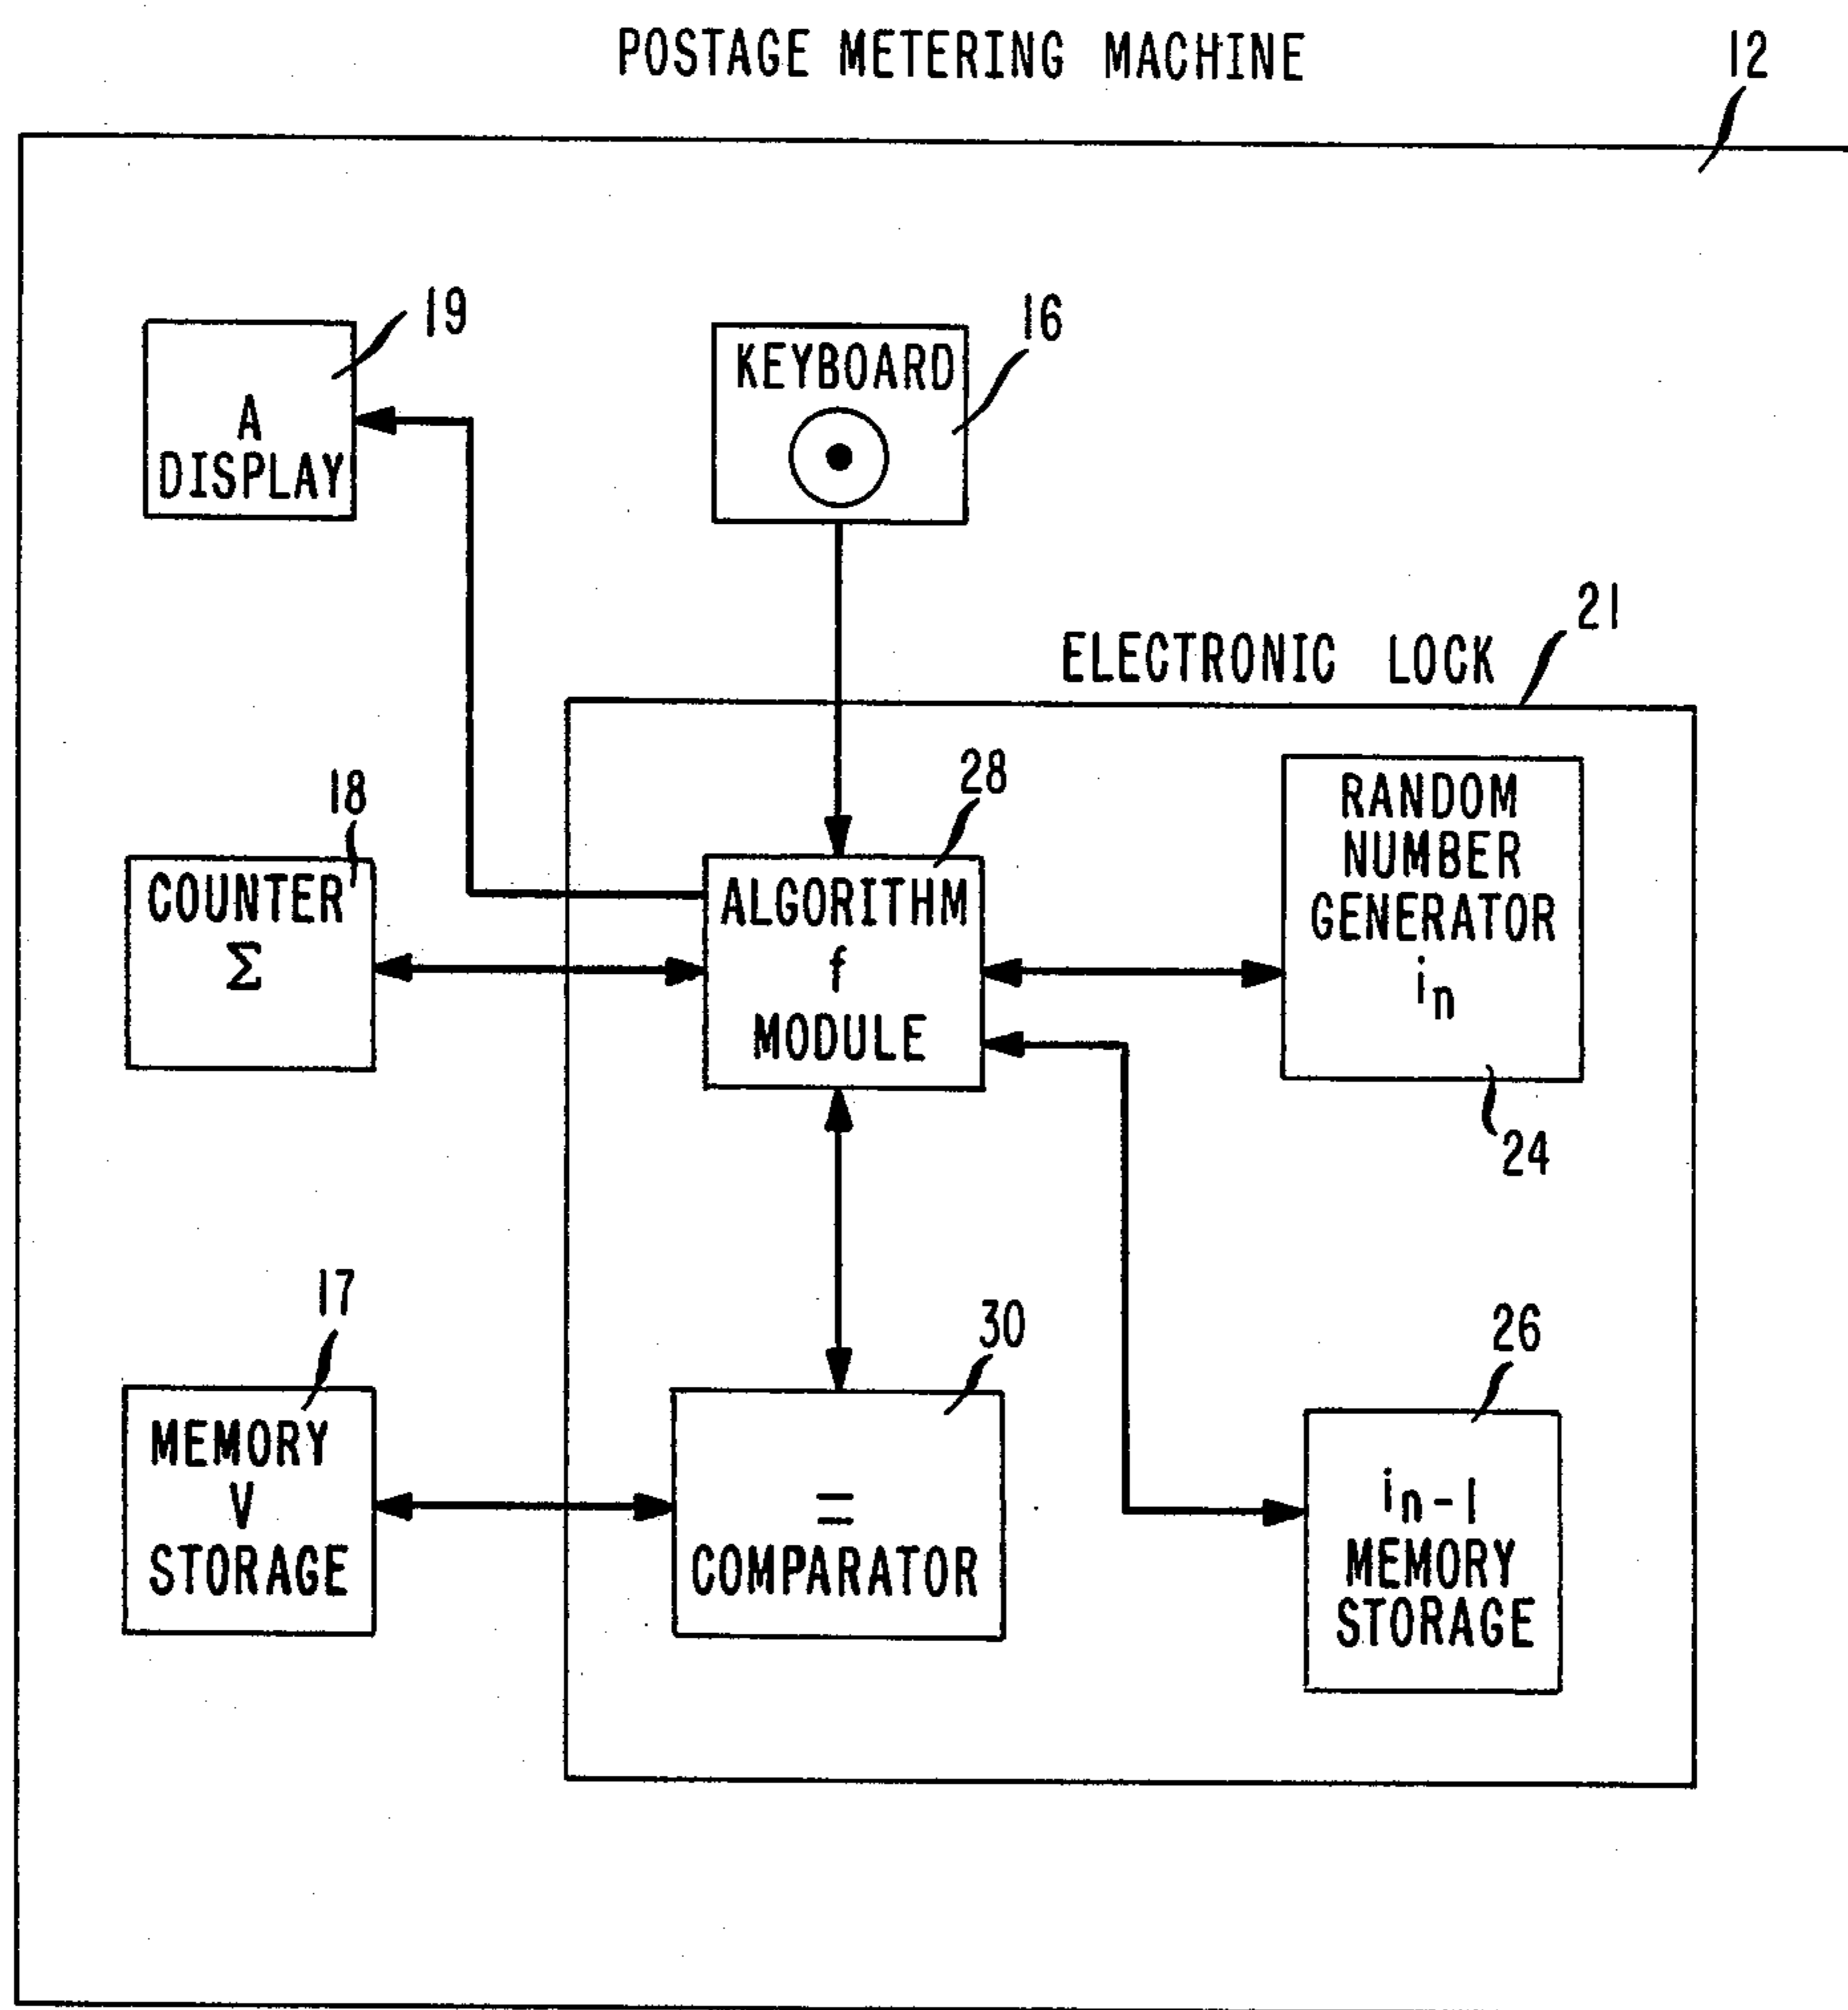 POSTAGE METERING MACHINE
12
19
A
DISPLAY
KEYBOARD
16
ELECTRONIC LOCK
21
18
COUNTER
Σ
28
ALGORITHM
f
MODULE
RANDOM
NUMBER
GENERATOR
iₙ
24
17
MEMORY
V
STORAGE
30
=
COMPARATOR
26
iₙ₋₁
MEMORY
STORAGE